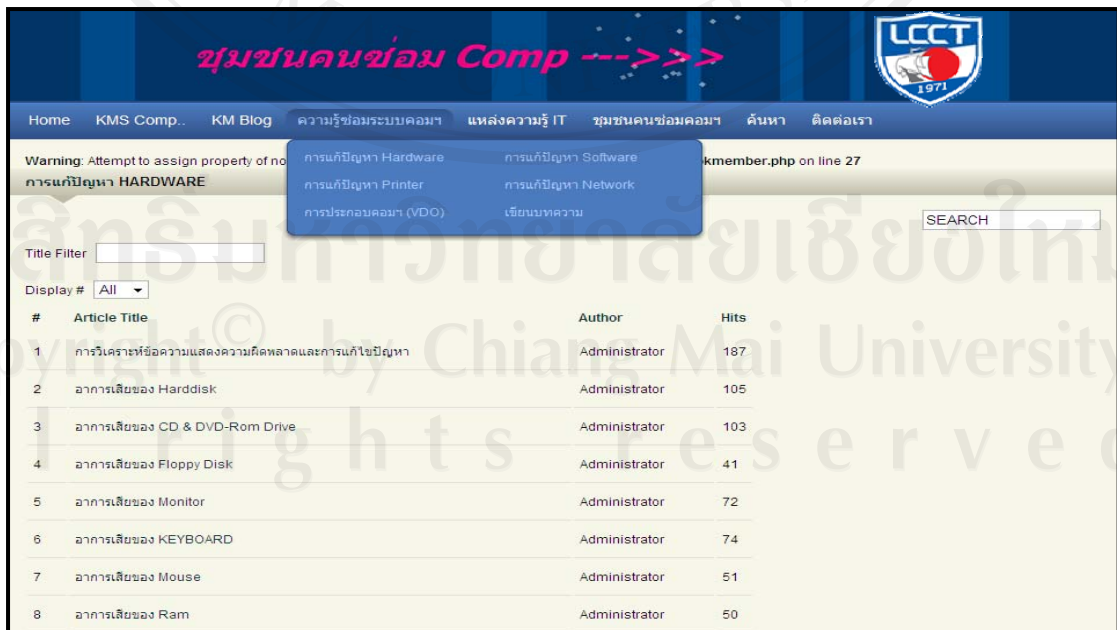 ชุมชนคนซ่อม Comp --->>>
LCCT
1971
Home KMS Comp.. KM Blog ความรู้ซ่อมระบบคอมฯ แหล่งความรู้ IT ชุมชนคนซ่อมคอมฯ ค้นหา ติดต่อเรา
Warning: Attempt to assign property of no kmember.php on line 27
การแก้ปัญหา Hardware การแก้ปัญหา Software
การแก้ปัญหา HARDWARE
การแก้ปัญหา Printer การแก้ปัญหา Network
การประกอบคอมฯ (VDO) เขียนบทความ
SEARCH
Title Filter
Display # All
# Article Title Author Hits
1 การวิเคราะห์ข้อความแสดงความผิดพลาดและการแก้ไขปัญหา Administrator 187
2 อาการเสียของ Harddisk Administrator 105
3 อาการเสียของ CD & DVD-Rom Drive Administrator 103
4 อาการเสียของ Floppy Disk Administrator 41
5 อาการเสียของ Monitor Administrator 72
6 อาการเสียของ KEYBOARD Administrator 74
7 อาการเสียของ Mouse Administrator 51
8 อาการเสียของ Ram Administrator 50
สิทธิมหาวิทยาลัยเชียงให
opyright© by Chiang Mai University
l rights reserve